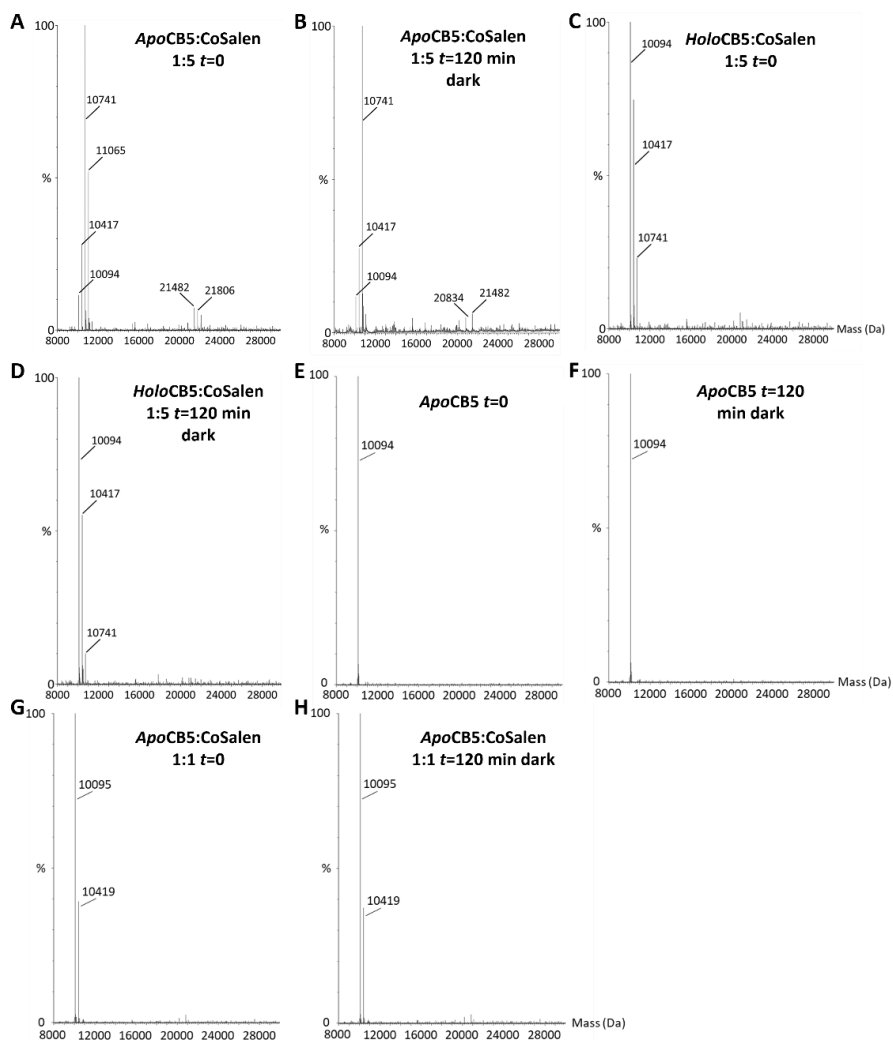 A
ApoCB5:CoSalen
1:5 t=0
100
%
0
10741
11065
10417
10094
21482
21806
8000 12000 16000 20000 24000 28000
B
ApoCB5:CoSalen
1:5 t=120 min
dark
100
%
0
10741
10417
10094
20834
21482
8000 12000 16000 20000 24000 28000
C
HoloCB5:CoSalen
1:5 t=0
100
%
0
10094
10417
10741
8000 12000 16000 20000 24000 28000 Mass (Da)
D
HoloCB5:CoSalen
1:5 t=120 min
dark
100
%
0
10094
10417
10741
8000 12000 16000 20000 24000 28000
E
ApoCB5 t=0
100
%
0
10094
8000 12000 16000 20000 24000 28000
F
ApoCB5 t=120
min dark
100
%
0
10094
8000 12000 16000 20000 24000 28000 Mass (Da)
G
ApoCB5:CoSalen
1:1 t=0
100
%
0
10095
10419
8000 12000 16000 20000 24000 28000
H
ApoCB5:CoSalen
1:1 t=120 min dark
100
%
0
10095
10419
8000 12000 16000 20000 24000 28000 Mass (Da)